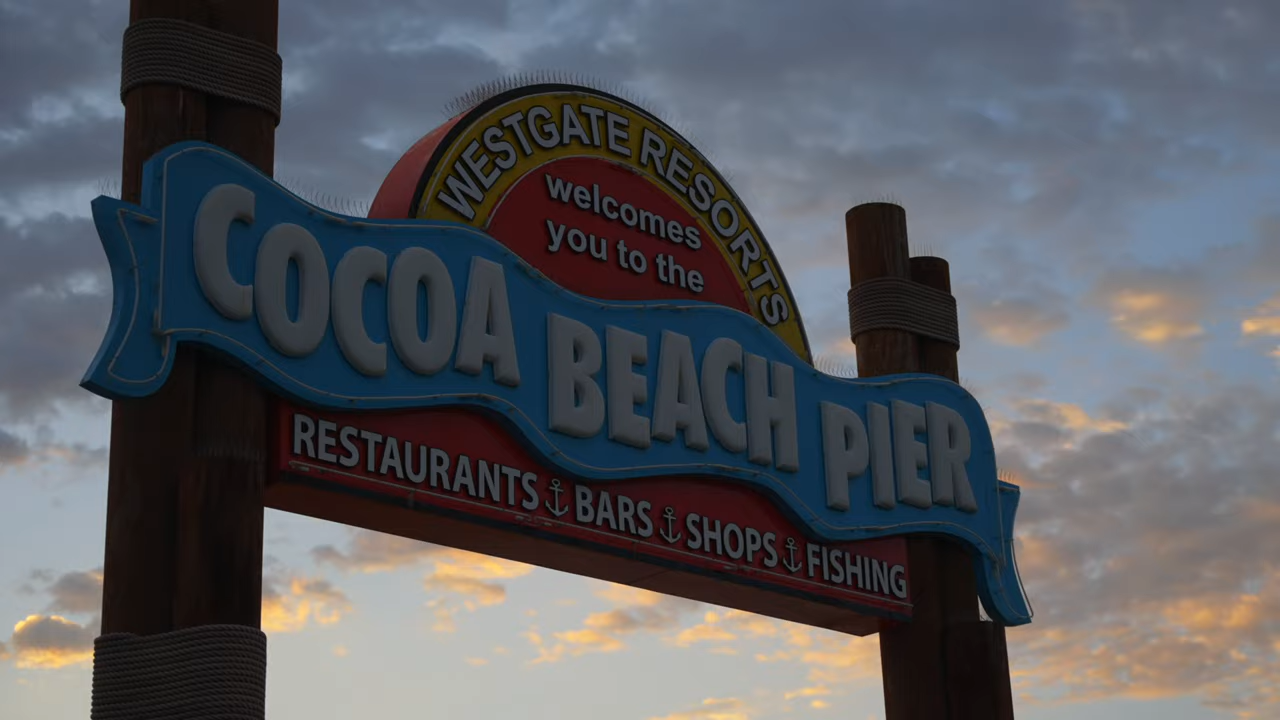 WESTGATE RESORTS
welcomes
you to the
COCOA BEACH PIER
RESTAURANTS BARS SHOPS FISHING